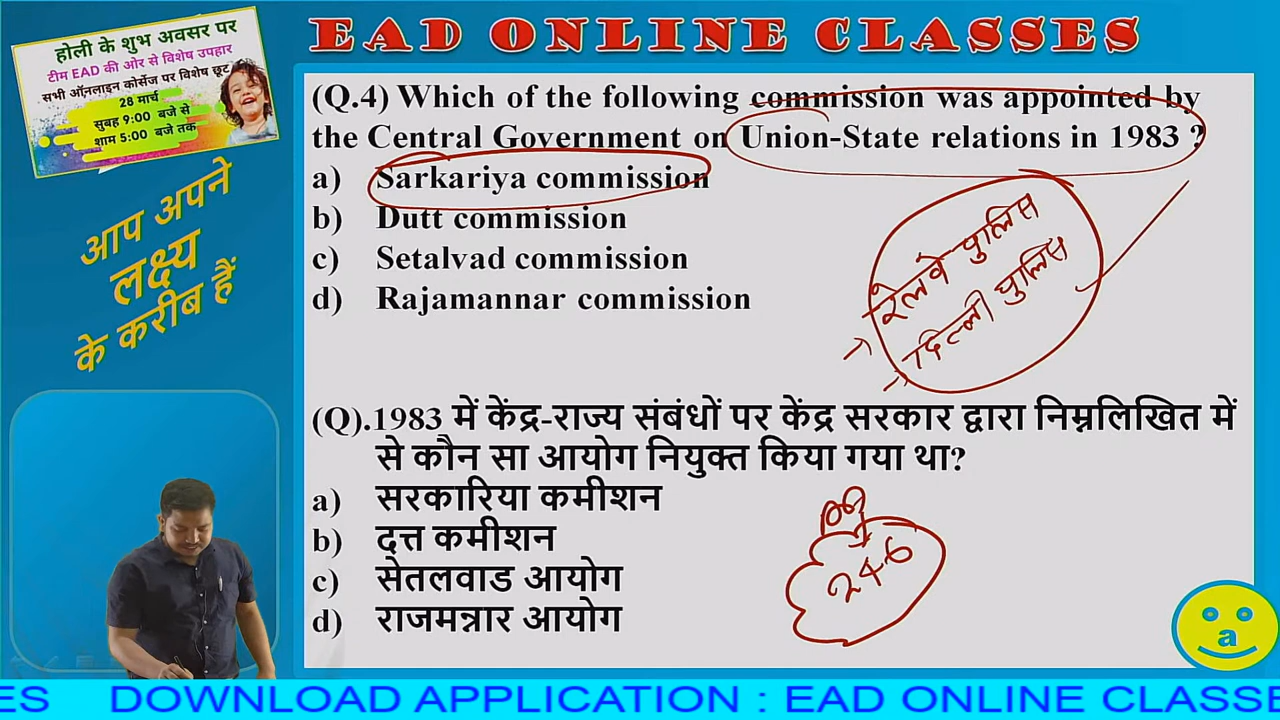 होली के शुभ अवसर पर
टीम EAD की ओर से विशेष उपहार
सभी ऑनलाइन कोर्सेज पर विशेष छूट
28 मार्च
सुबह 9:00 बजे से
शाम 5:00 बजे तक
आप अपने
लक्ष्य
के करीब हैं
EAD ONLINE CLASSES
(Q.4) Which of the following commission was appointed by
the Central Government on Union-State relations in 1983 ?
a) Sarkariya commission
b) Dutt commission
c) Setalvad commission
d) Rajamannar commission
रेलवे पुलिस
दिल्ली पुलिस
(Q).1983 में केंद्र-राज्य संबंधों पर केंद्र सरकार द्वारा निम्नलिखित में
से कौन सा आयोग नियुक्त किया गया था?
a) सरकारिया कमीशन
b) दत्त कमीशन
c) सेतलवाड आयोग
d) राजमन्नार आयोग
246
a
ES DOWNLOAD APPLICATION : EAD ONLINE CLASSE